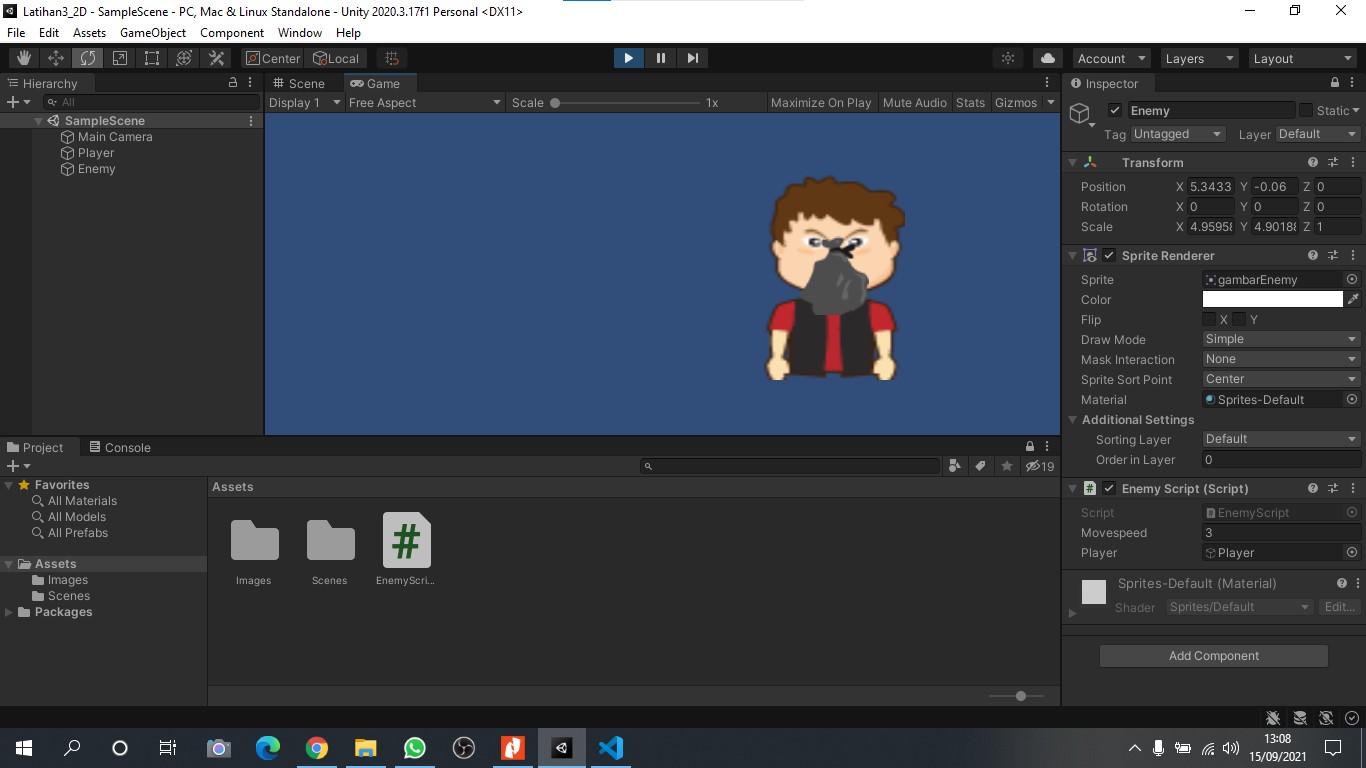 Latihan3_2D - SampleScene - PC, Mac & Linux Standalone - Unity 2020.3.17f1 Personal <DX11>
File Edit Assets GameObject Component Window Help
Center Local Account Layers Layout
Hierarchy
All
SampleScene
Main Camera
Player
Enemy
Scene Game
Display 1 Free Aspect Scale 1x Maximize On Play Mute Audio Stats Gizmos
Inspector
Enemy Static
Tag Untagged Layer Default
Transform
Position X 5.3433 Y -0.06 Z 0
Rotation X 0 Y 0 Z 0
Scale X 4.9595 Y 4.9018 Z 1
Sprite Renderer
Sprite gambarEnemy
Color
Flip X Y
Draw Mode Simple
Mask Interaction None
Sprite Sort Point Center
Material Sprites-Default
Additional Settings
Sorting Layer Default
Order in Layer 0
Enemy Script (Script)
Script EnemyScript
Movespeed 3
Player Player
Sprites-Default (Material)
Shader Sprites/Default Edit...
Add Component
Project Console
19
Favorites
All Materials
All Models
All Prefabs
Assets
Images
Scenes
Packages
Assets
Images Scenes EnemyScri...
13:08
15/09/2021